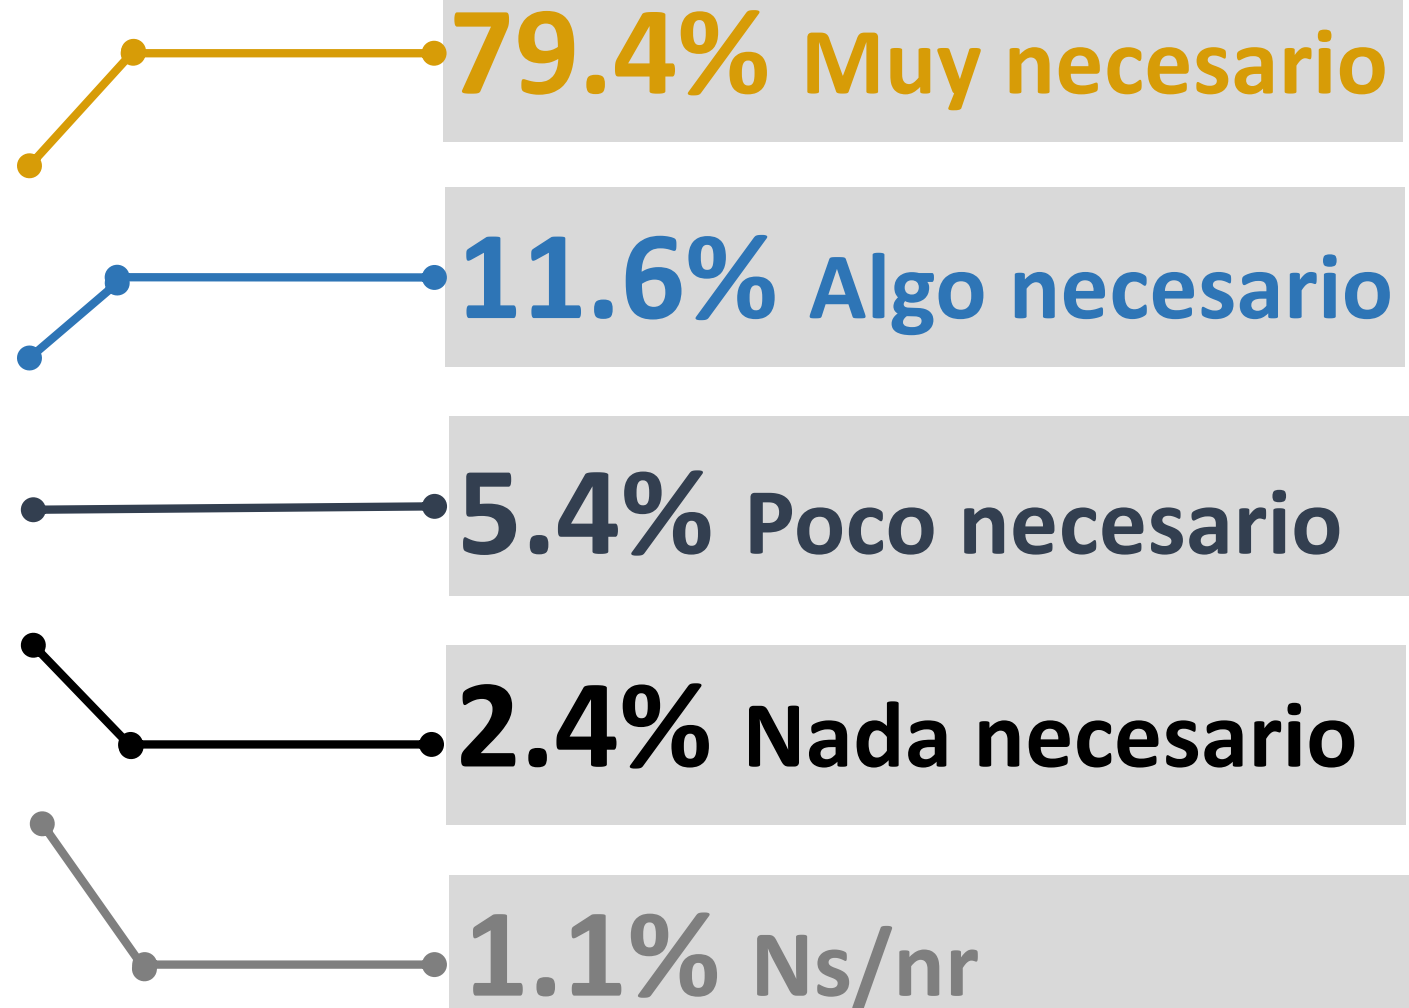 79.4% Muy necesario
11.6% Algo necesario
5.4% Poco necesario
2.4% Nada necesario
1.1% Ns/nr